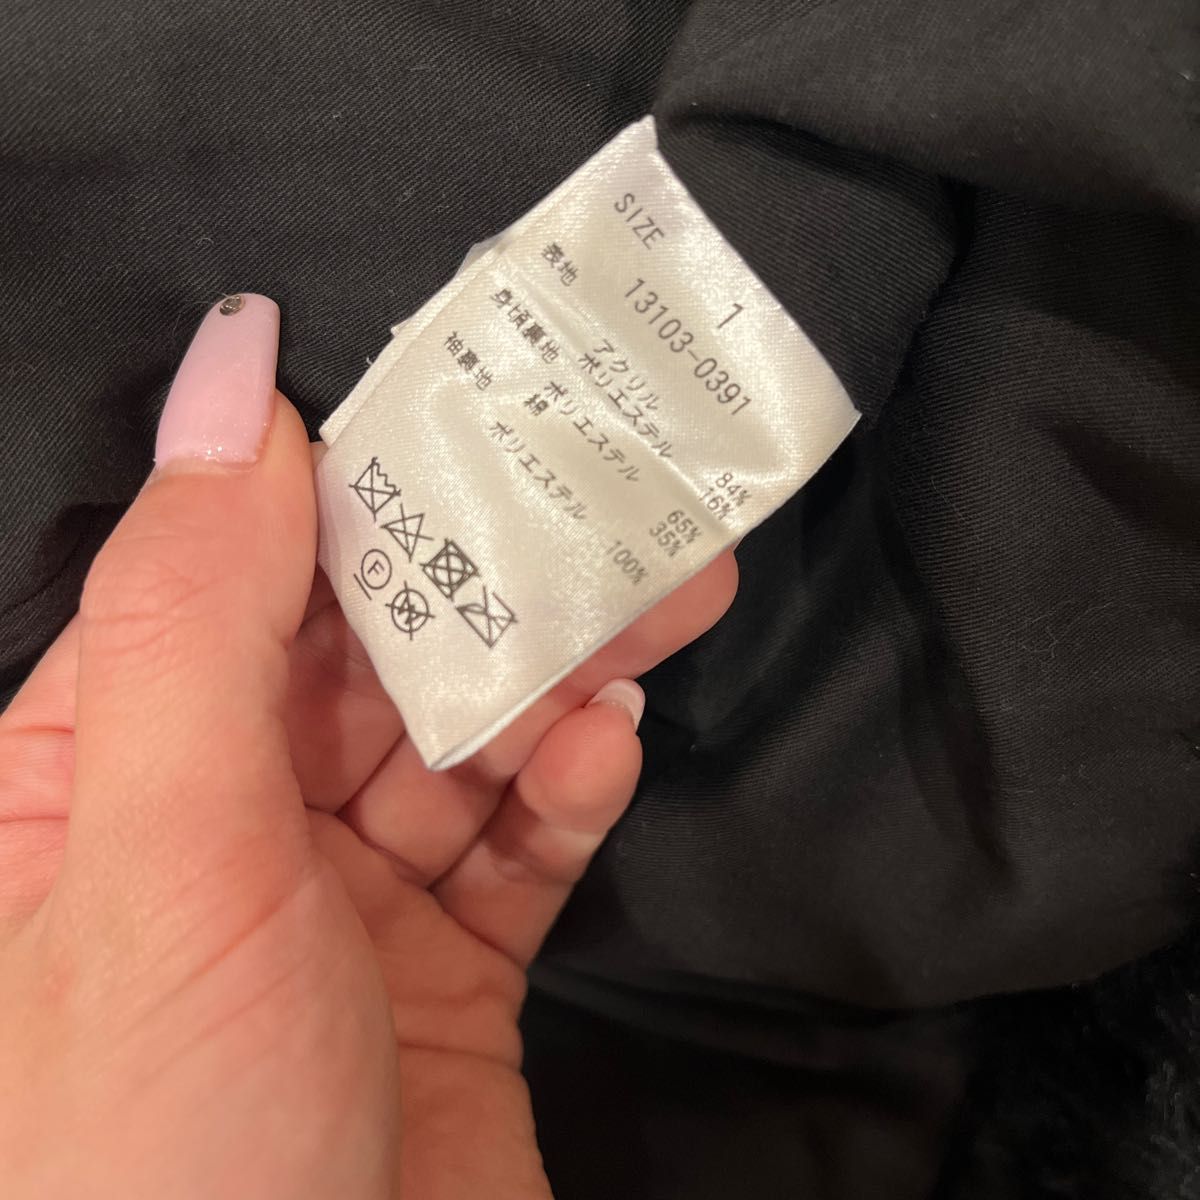 SIZE 1
13103-0391
表地 アクリル 84%
ポリエステル 16%
身頃裏地 ポリエステル 65%
綿 35%
袖裏地 ポリエステル 100%
F
W